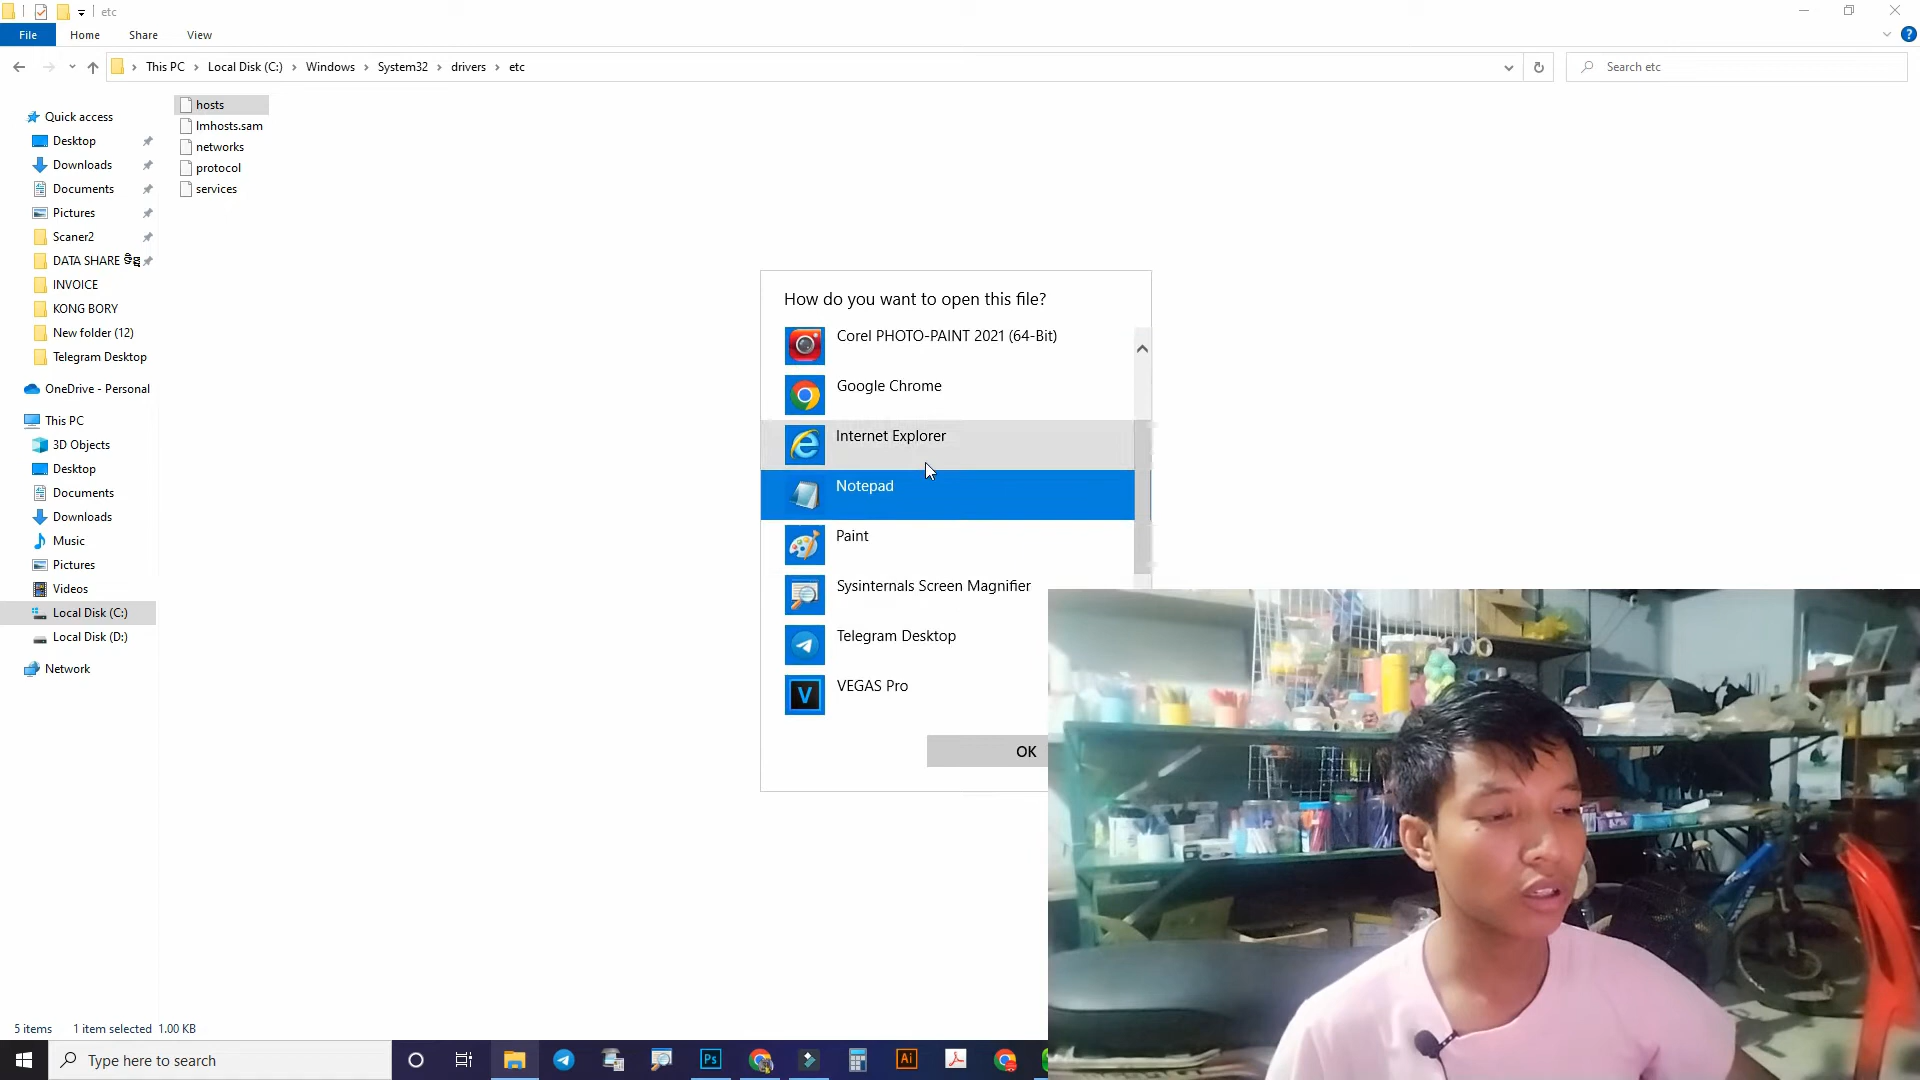 etc
File Home Share View
This PC Local Disk (C:) Windows System32 drivers etc
Search etc
Quick access
Desktop
Downloads
Documents
Pictures
Scaner2
DATA SHARE
INVOICE
KONG BORY
New folder (12)
Telegram Desktop
OneDrive - Personal
This PC
3D Objects
Desktop
Documents
Downloads
Music
Pictures
Videos
Local Disk (C:)
Local Disk (D:)
Network
hosts
lmhosts.sam
networks
protocol
services
How do you want to open this file?
Corel PHOTO-PAINT 2021 (64-Bit)
Google Chrome
Internet Explorer
Notepad
Paint
Sysinternals Screen Magnifier
Telegram Desktop
V VEGAS Pro
OK
5 items 1 item selected 1.00 KB
Type here to search
Ps
Ai